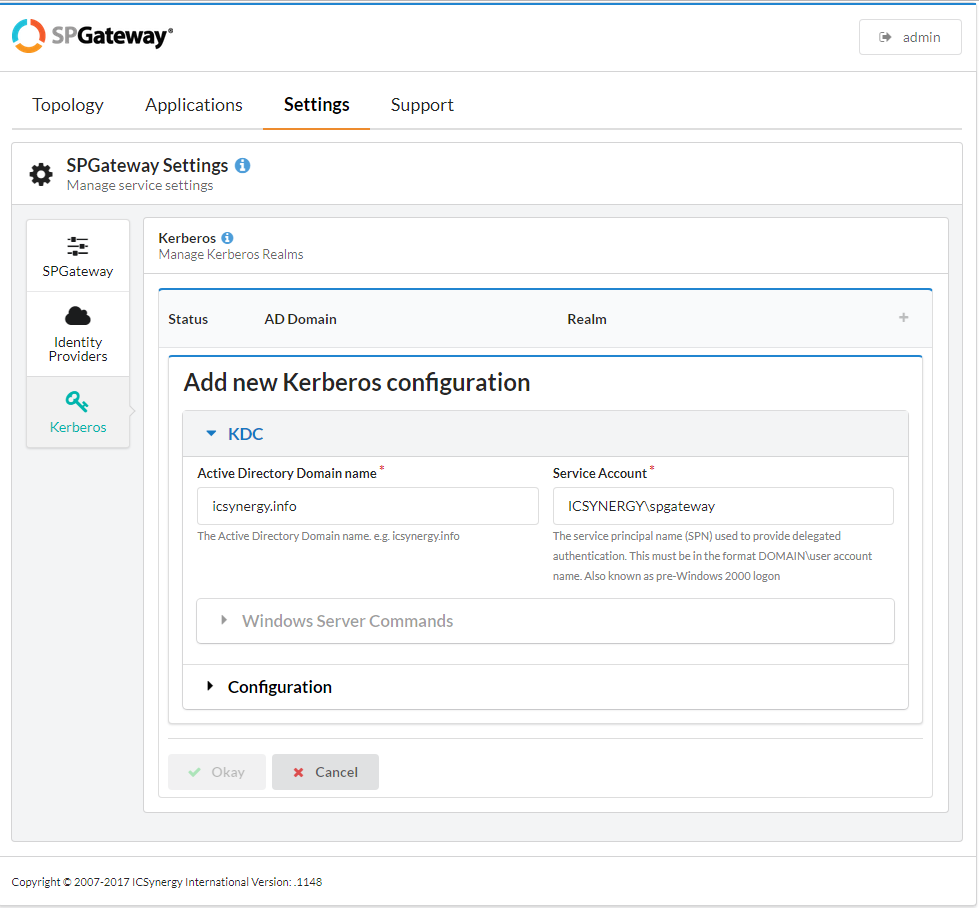 SPGateway®
admin
Topology Applications Settings Support
SPGateway Settings
Manage service settings
SPGateway
Identity
Providers
Kerberos
Kerberos
Manage Kerberos Realms
Status AD Domain Realm +
Add new Kerberos configuration
KDC
Active Directory Domain name * Service Account *
icsynergy.info ICSYNERGY\spgateway
The Active Directory Domain name. e.g. icsynergy.info
The service principal name (SPN) used to provide delegated
authentication. This must be in the format DOMAIN\user account
name. Also known as pre-Windows 2000 logon
Windows Server Commands
Configuration
Okay Cancel
Copyright © 2007-2017 ICSynergy International Version: .1148